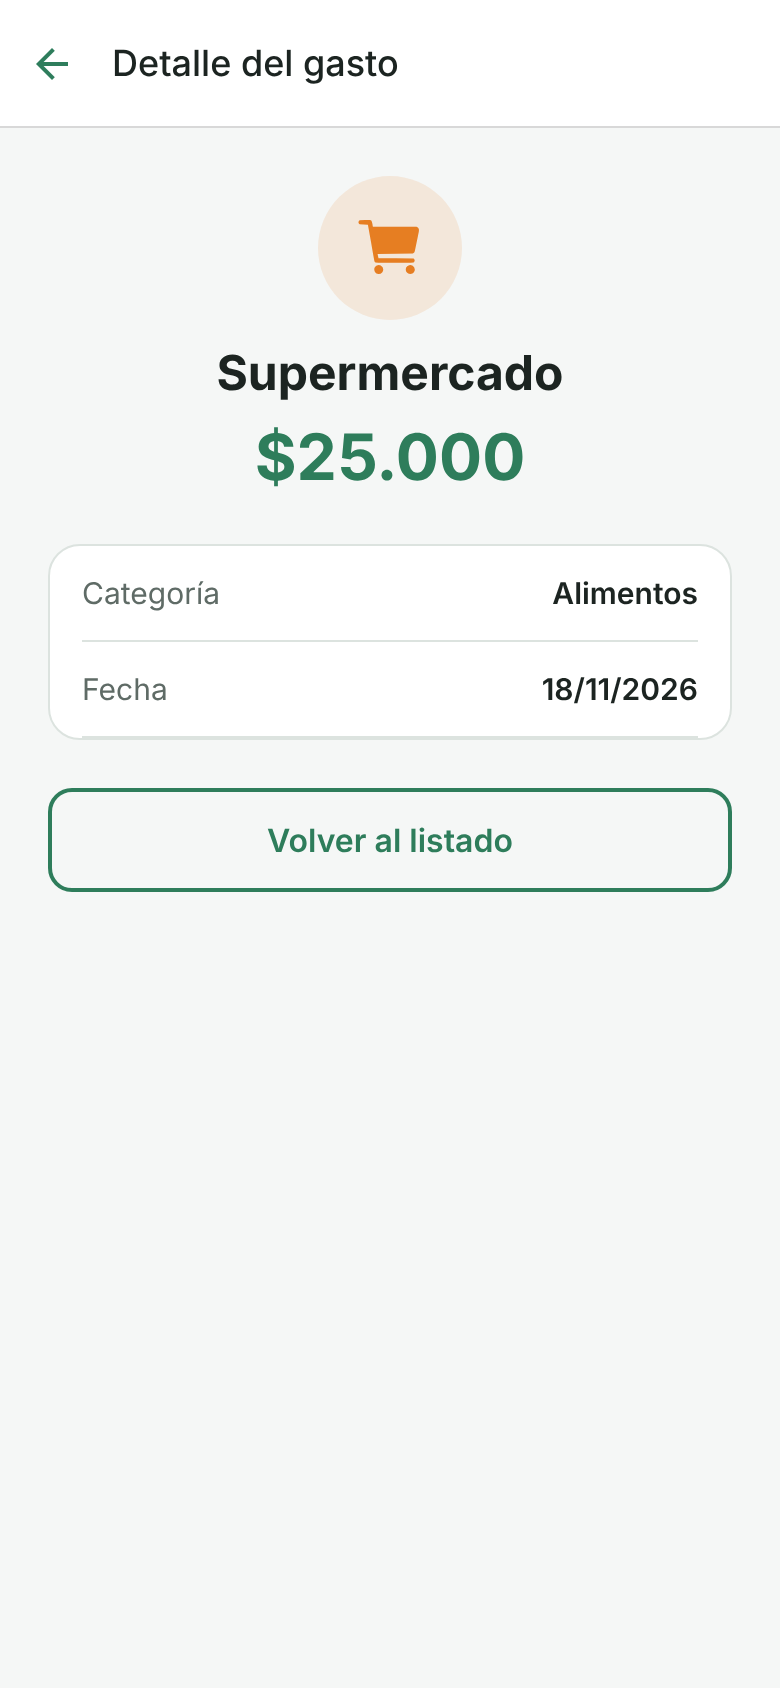 Detalle del gasto
Supermercado
$25.000
Categoría Alimentos
Fecha 18/11/2026
Volver al listado